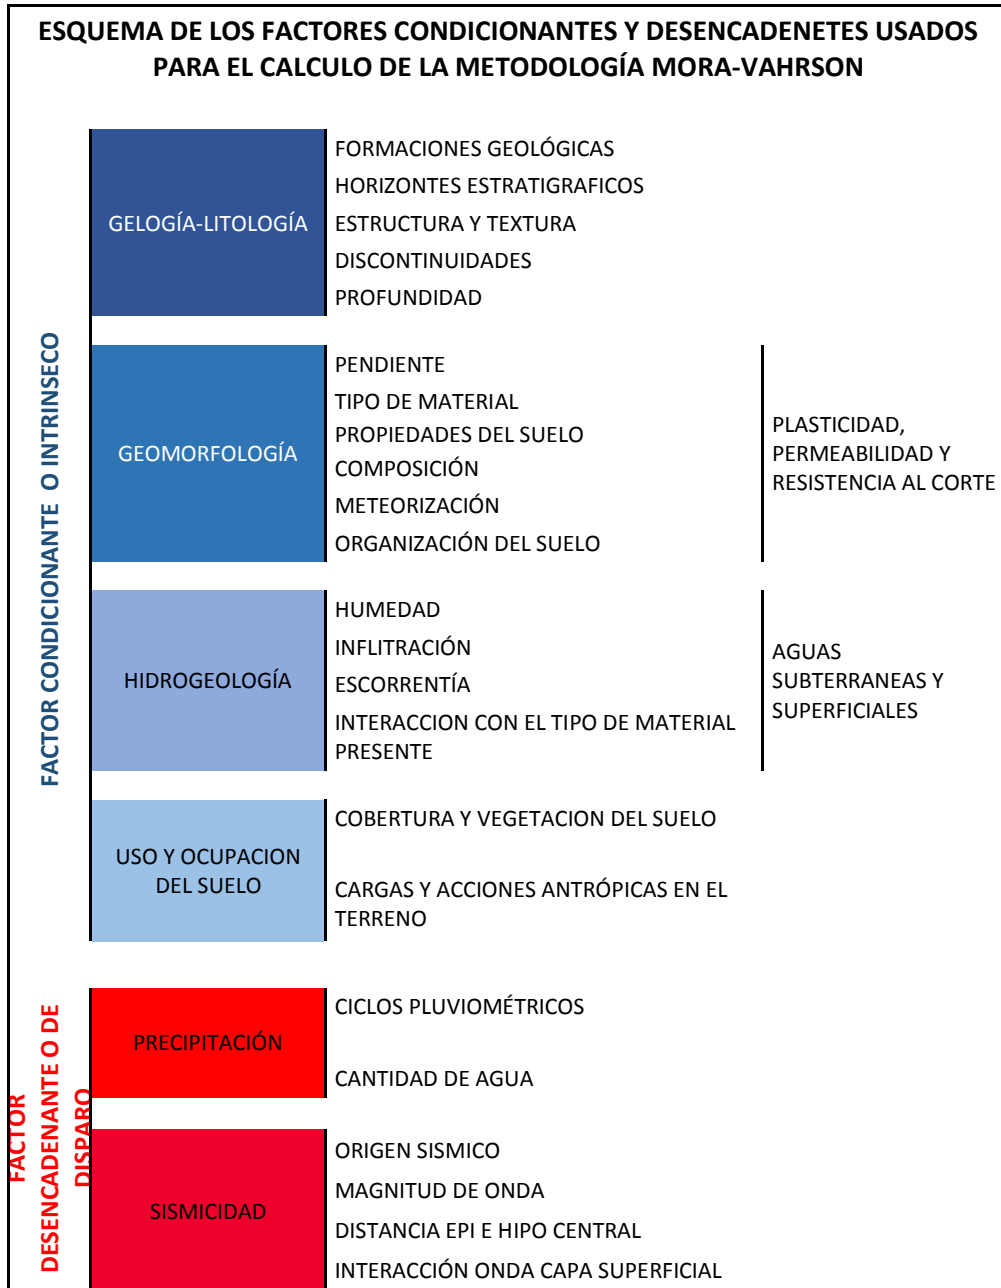 ESQUEMA DE LOS FACTORES CONDICIONANTES Y DESENCADENETES USADOS
PARA EL CALCULO DE LA METODOLOGÍA MORA-VAHRSON
FACTOR CONDICIONANTE O INTRINSECO
GELOGÍA-LITOLOGÍA
FORMACIONES GEOLÓGICAS
HORIZONTES ESTRATIGRAFICOS
ESTRUCTURA Y TEXTURA
DISCONTINUIDADES
PROFUNDIDAD
GEOMORFOLOGÍA
PENDIENTE
TIPO DE MATERIAL
PROPIEDADES DEL SUELO
COMPOSICIÓN
METEORIZACIÓN
ORGANIZACIÓN DEL SUELO
PLASTICIDAD,
PERMEABILIDAD Y
RESISTENCIA AL CORTE
HIDROGEOLOGÍA
HUMEDAD
INFLITRACIÓN
ESCORRENTÍA
INTERACCION CON EL TIPO DE MATERIAL
PRESENTE
AGUAS
SUBTERRANEAS Y
SUPERFICIALES
USO Y OCUPACION
DEL SUELO
COBERTURA Y VEGETACION DEL SUELO
CARGAS Y ACCIONES ANTRÓPICAS EN EL
TERRENO
FACTOR
DESENCADENANTE O DE
DISPARO
PRECIPITACIÓN
CICLOS PLUVIOMÉTRICOS
CANTIDAD DE AGUA
SISMICIDAD
ORIGEN SISMICO
MAGNITUD DE ONDA
DISTANCIA EPI E HIPO CENTRAL
INTERACCIÓN ONDA CAPA SUPERFICIAL